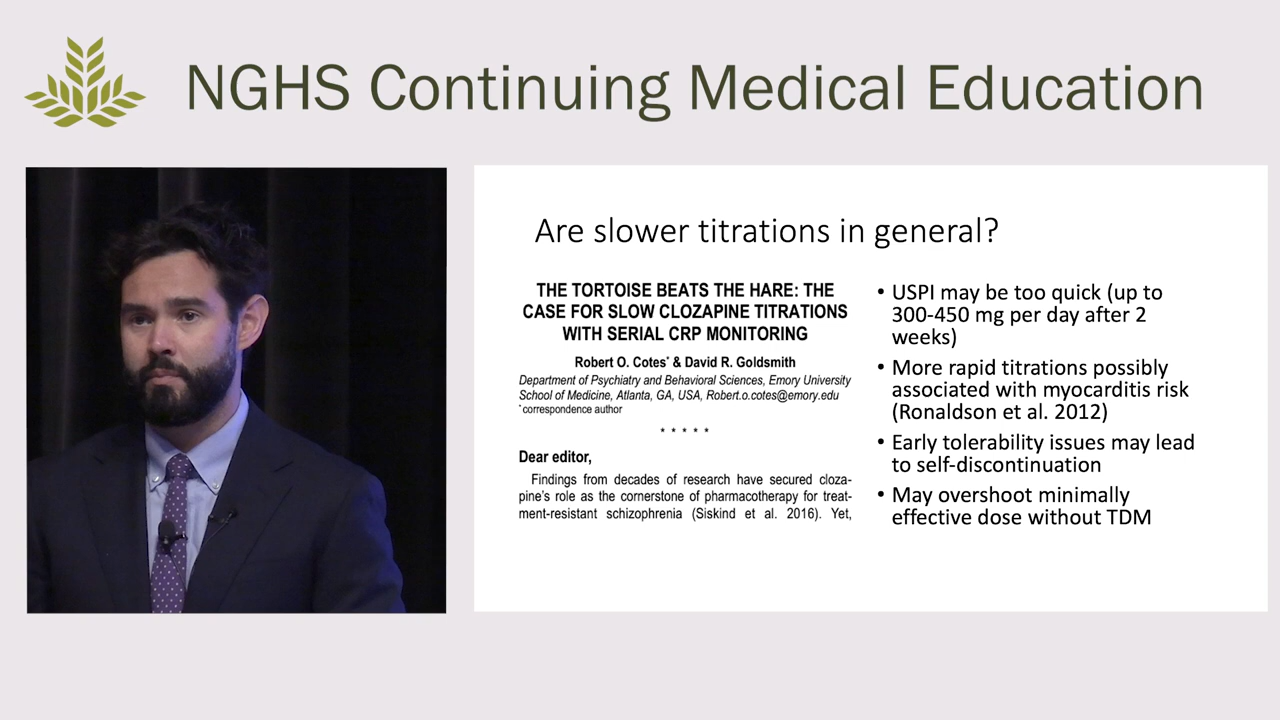 NGHS Continuing Medical Education
Are slower titrations in general?
THE TORTOISE BEATS THE HARE: THE
CASE FOR SLOW CLOZAPINE TITRATIONS
WITH SERIAL CRP MONITORING
Robert O. Cotes* & David R. Goldsmith
Department of Psychiatry and Behavioral Sciences, Emory University
School of Medicine, Atlanta, GA, USA, Robert.o.cotes@emory.edu
* correspondence author
* * * * *
Dear editor,
Findings from decades of research have secured cloza-
pine's role as the cornerstone of pharmacotherapy for treat-
ment-resistant schizophrenia (Siskind et al. 2016). Yet,
• USPI may be too quick (up to
300-450 mg per day after 2
weeks)
• More rapid titrations possibly
associated with myocarditis risk
(Ronaldson et al. 2012)
• Early tolerability issues may lead
to self-discontinuation
• May overshoot minimally
effective dose without TDM